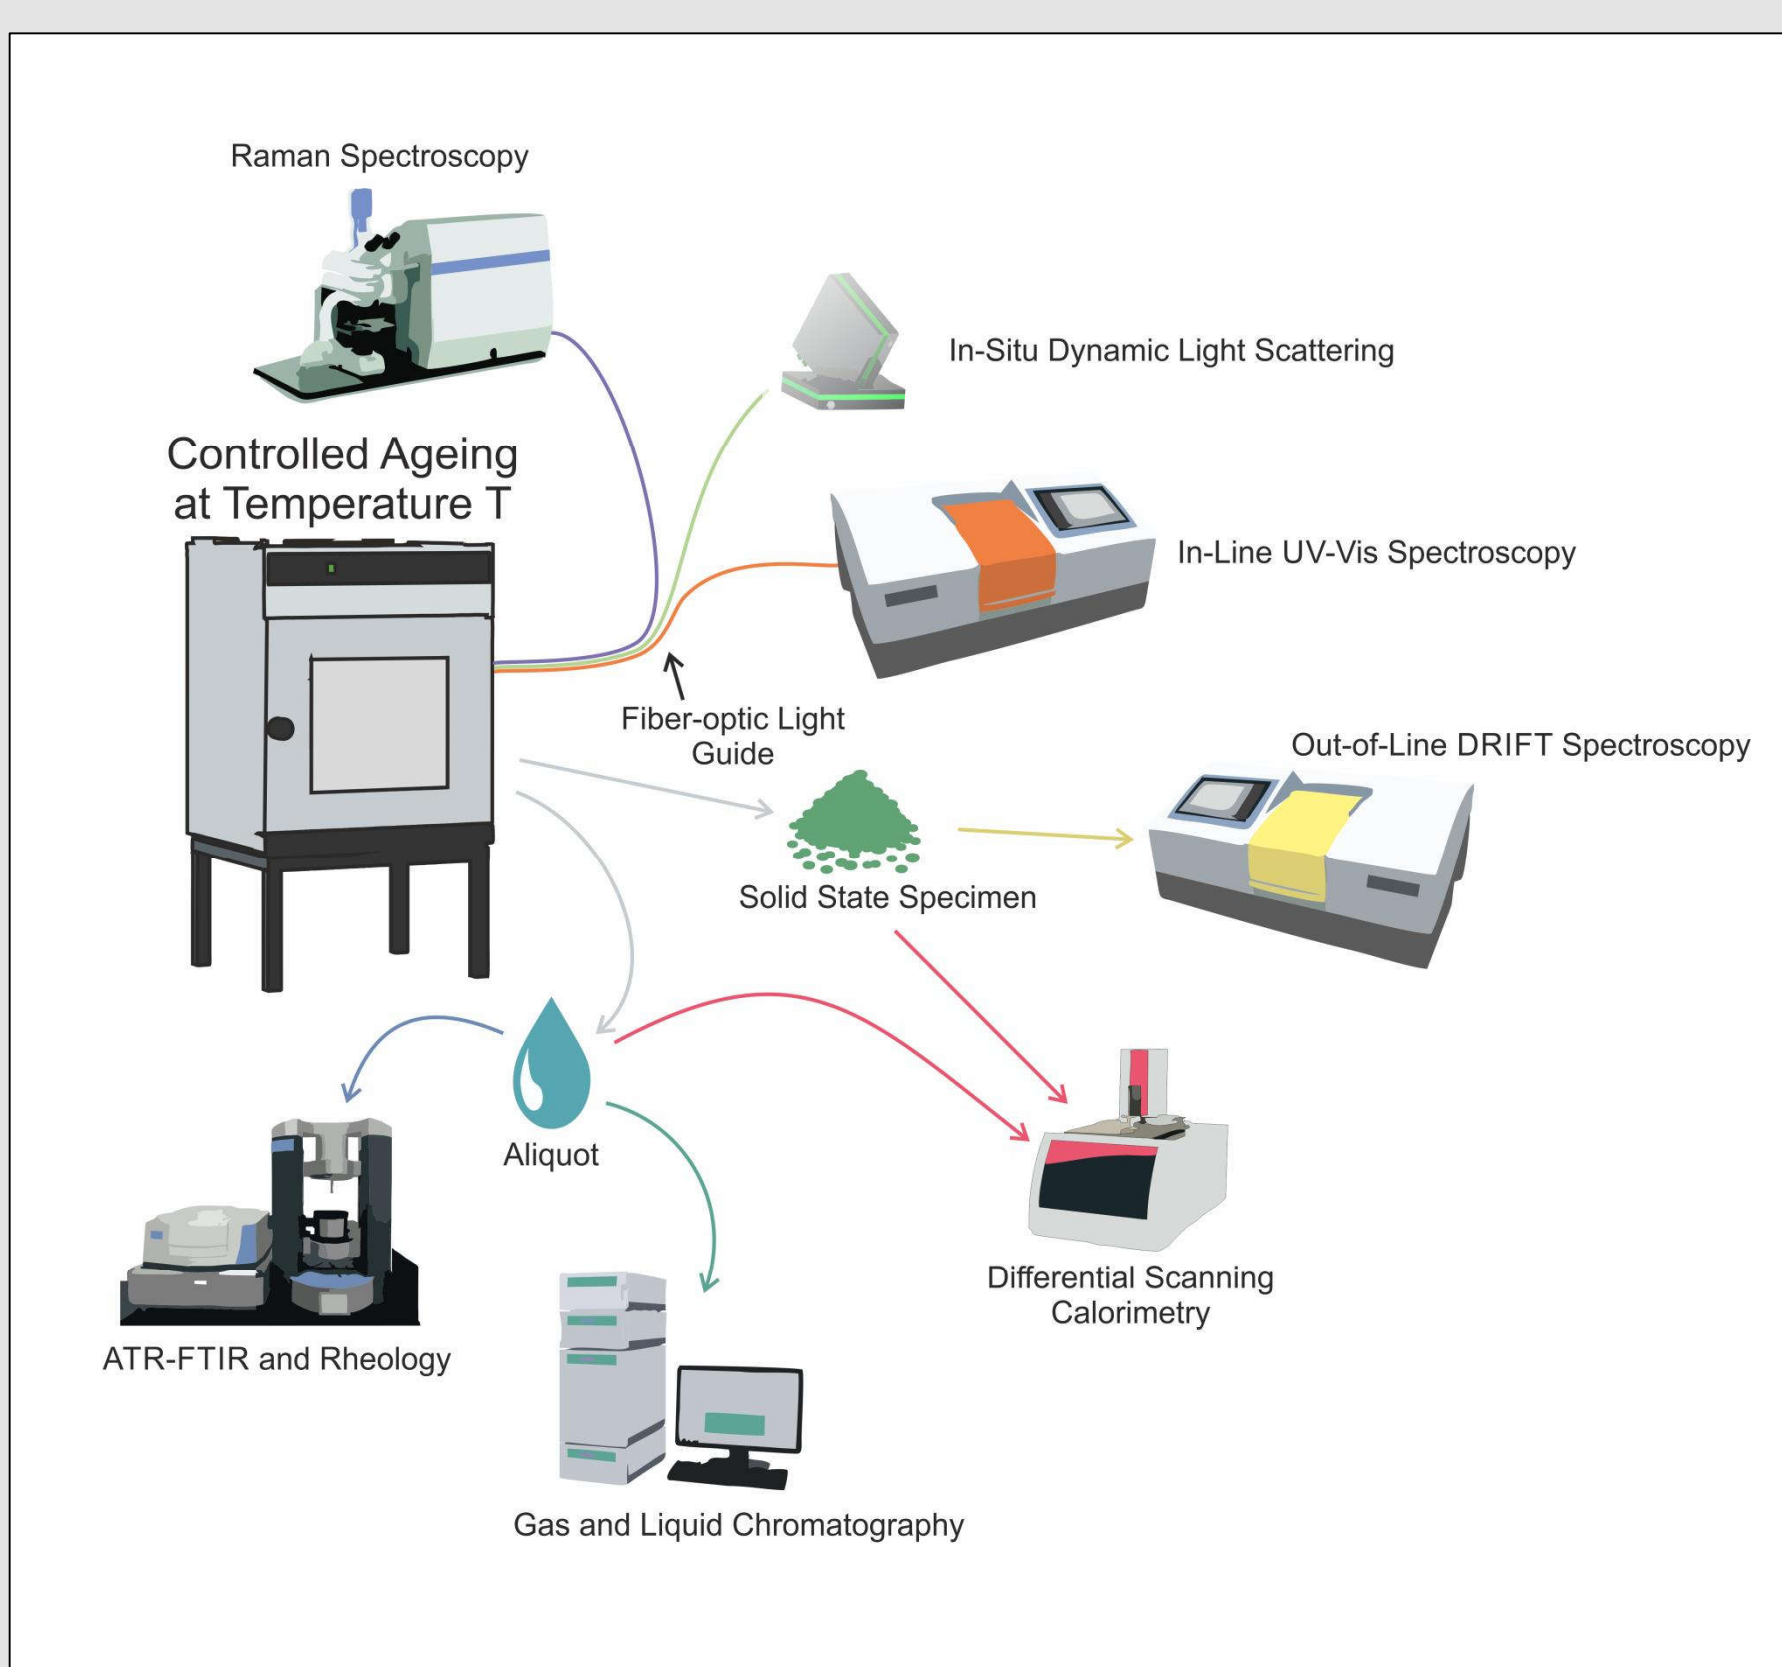 Raman Spectroscopy
In-Situ Dynamic Light Scattering
Controlled Ageing
at Temperature T
In-Line UV-Vis Spectroscopy
Fiber-optic Light
Guide
Out-of-Line DRIFT Spectroscopy
Solid State Specimen
Aliquot
Differential Scanning
Calorimetry
ATR-FTIR and Rheology
Gas and Liquid Chromatography